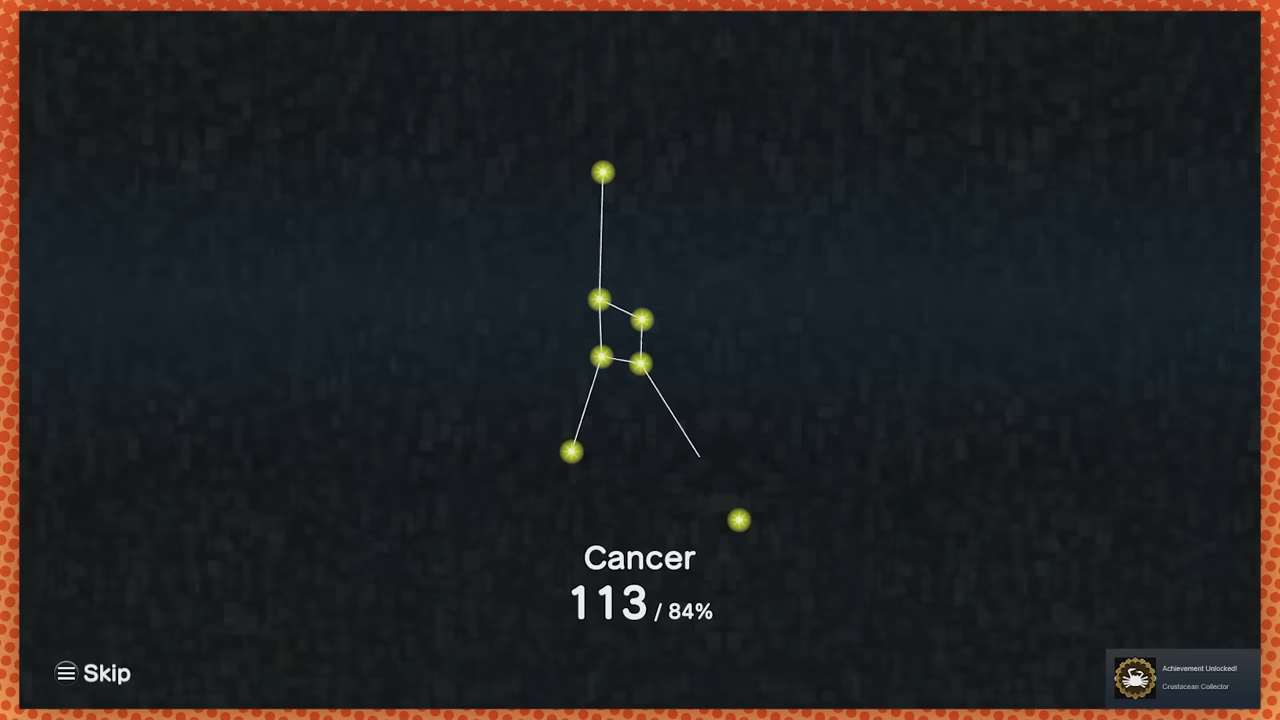 Cancer
113 / 84%
Skip
Achievement Unlocked!
Crustacean Collector